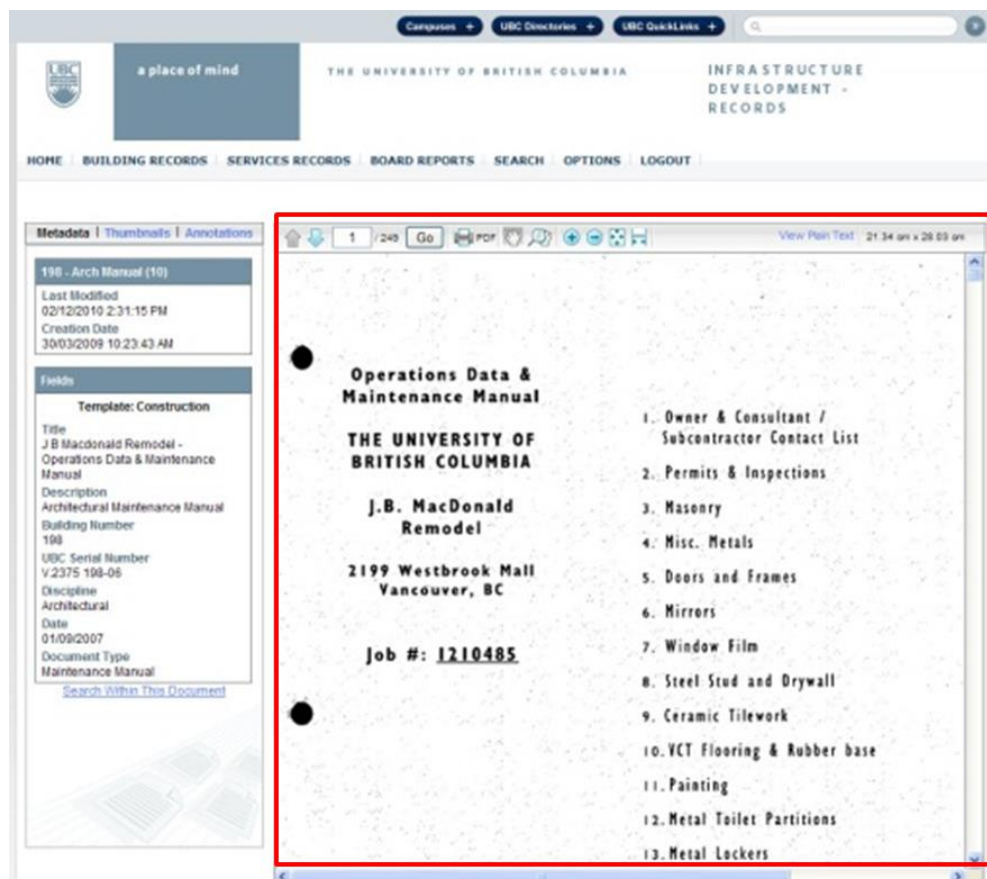 Campuses + UBC Directories + UBC QuickLinks +
UBC
a place of mind
THE UNIVERSITY OF BRITISH COLUMBIA
INFRASTRUCTURE
DEVELOPMENT -
RECORDS
HOME BUILDING RECORDS SERVICES RECORDS BOARD REPORTS SEARCH OPTIONS LOGOUT
Metadata | Thumbnails | Annotations
198 - Arch Manual (10)
Last Modified
02/12/2010 2:31:15 PM
Creation Date
30/03/2009 10:23:43 AM
Fields
Template: Construction
Title
J B Macdonald Remodel -
Operations Data & Maintenance
Manual
Description
Architectural Maintenance Manual
Building Number
198
UBC Serial Number
V.2375 198-06
Discipline
Architectural
Date
01/09/2007
Document Type
Maintenance Manual
Search Within This Document
1 / 249 Go PDF View Plain Text 21.34 cm x 28.03 cm
Operations Data &
Maintenance Manual
THE UNIVERSITY OF
BRITISH COLUMBIA
J.B. MacDonald
Remodel
2199 Westbrook Mall
Vancouver, BC
Job #: 1210485
1. Owner & Consultant /
Subcontractor Contact List
2. Permits & Inspections
3. Masonry
4. Misc. Metals
5. Doors and Frames
6. Mirrors
7. Window Film
8. Steel Stud and Drywall
9. Ceramic Tilework
10. VCT Flooring & Rubber base
11. Painting
12. Metal Toilet Partitions
13. Metal Lockers